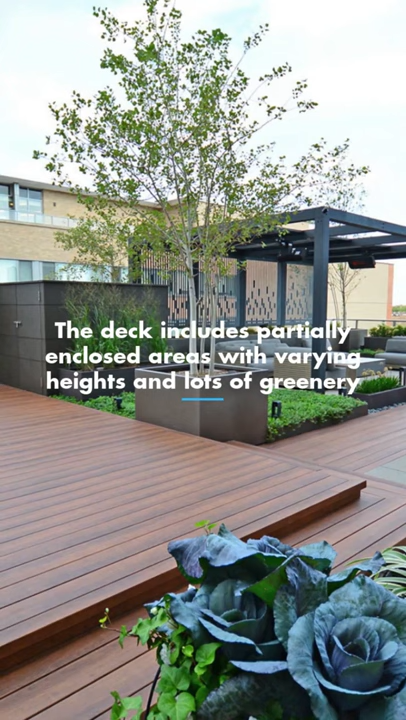 The deck includes partially
enclosed areas with varying
heights and lots of greenery